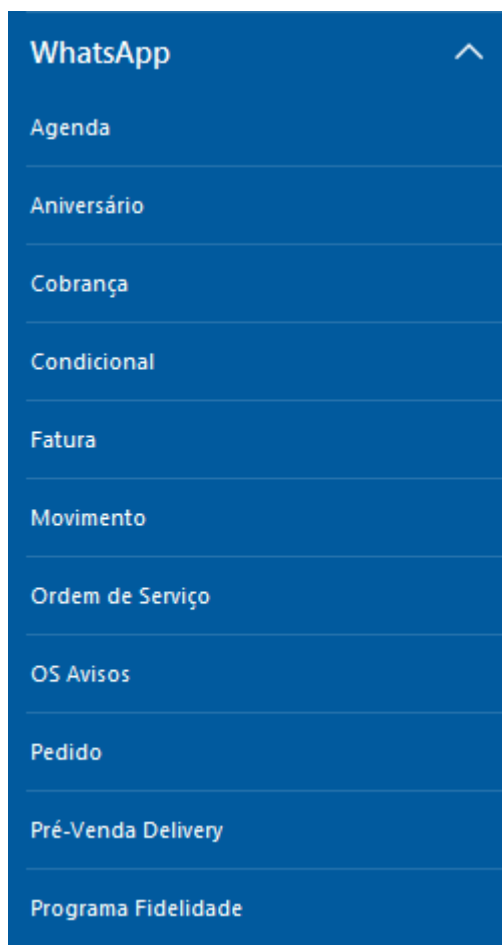 WhatsApp
Agenda
Aniversário
Cobrança
Condicional
Fatura
Movimento
Ordem de Serviço
OS Avisos
Pedido
Pré-Venda Delivery
Programa Fidelidade